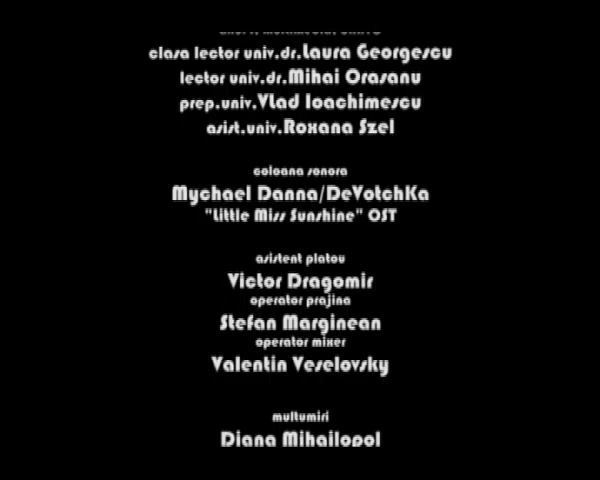 clasa lector univ.dr.Laura Georgescu
lector univ.dr.Mihai Orasanu
prep.univ.Vlad Ioachimescu
asist.univ.Roxana Szel
coloana sonora
Mychael Danna/DeVotchKa
"Little Miss Sunshine" OST
asistent platou
Victor Dragomir
operator prajina
Stefan Marginean
operator mixer
Valentin Veselovsky
multumiri
Diana Mihailopol